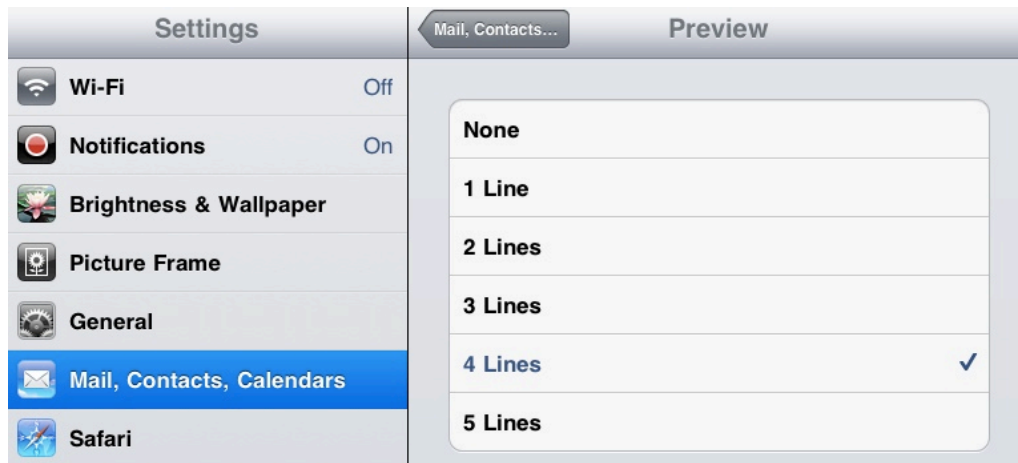 Settings
Wi-Fi Off
Notifications On
Brightness & Wallpaper
Picture Frame
General
Mail, Contacts, Calendars
Safari
Mail, Contacts...
Preview
None
1 Line
2 Lines
3 Lines
4 Lines
5 Lines